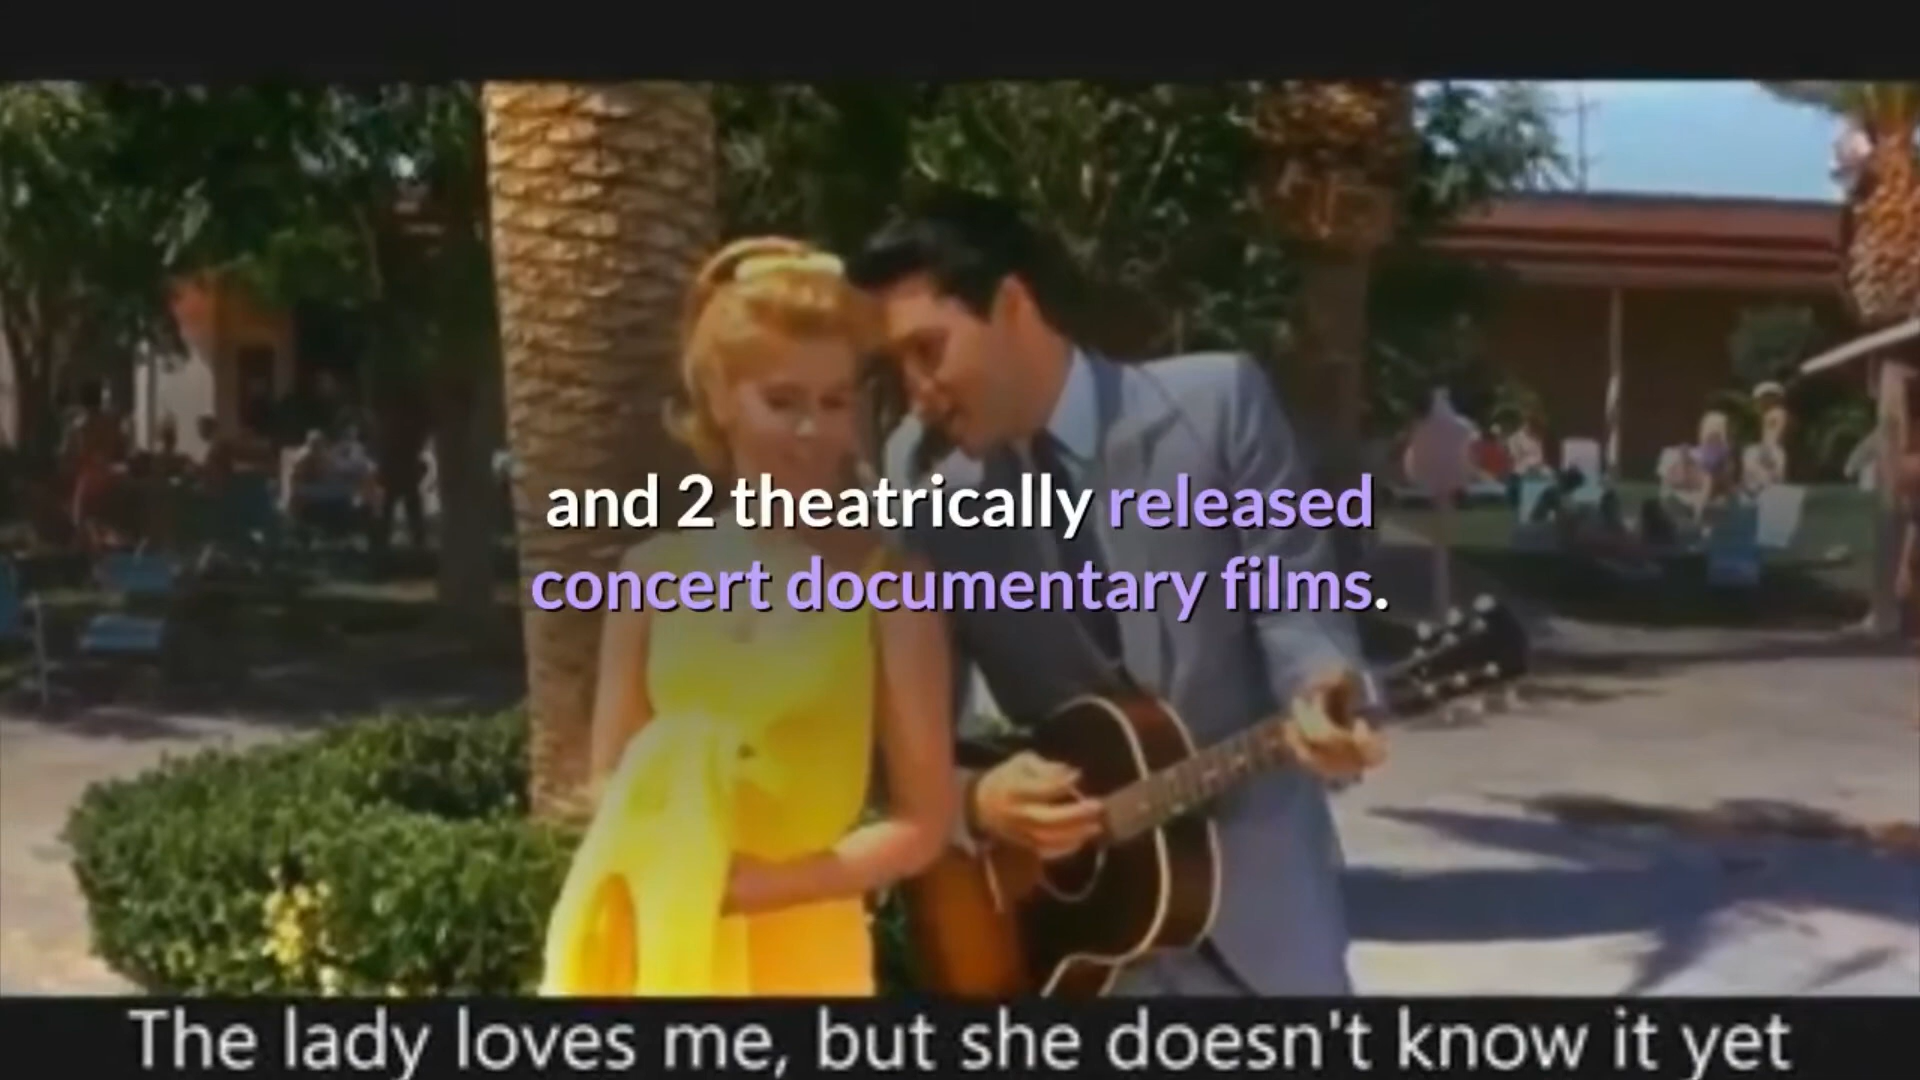 and 2 theatrically released
concert documentary films.
The lady loves me, but she doesn't know it yet